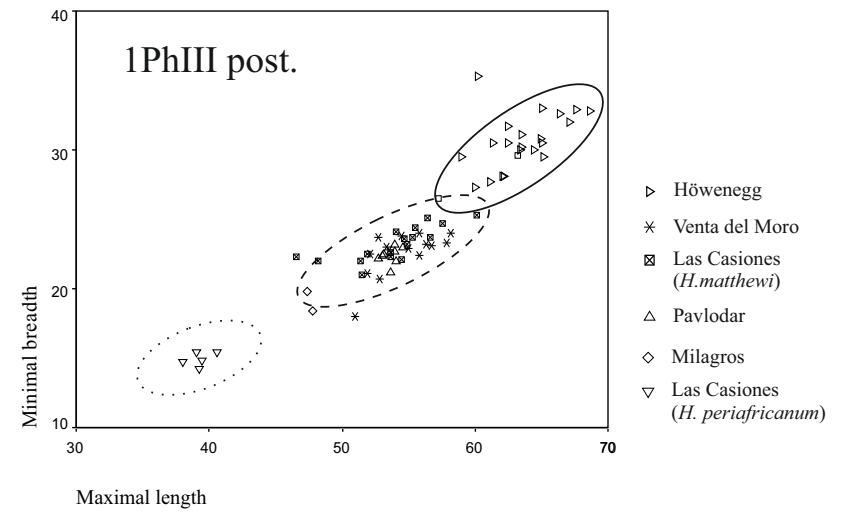 40
1PhIII post.
30
20
10
Minimal breadth
30 40 50 60 70
Maximal length
Höwenegg
Venta del Moro
Las Casiones
(H.matthewi)
Pavlodar
Milagros
Las Casiones
(H. periafricanum)